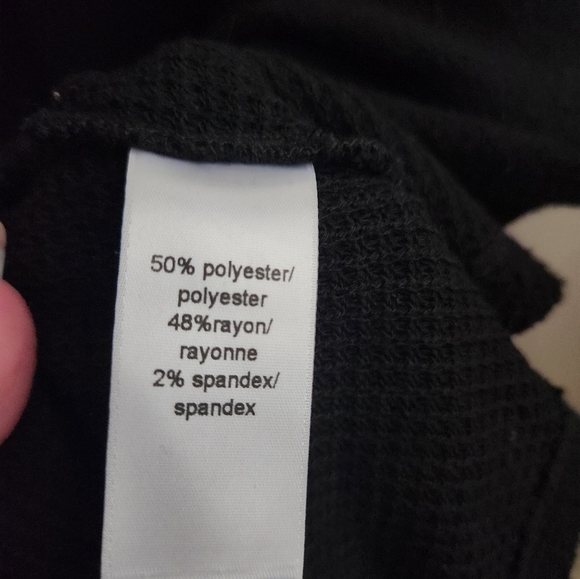 50% polyester/
polyester
48%rayon/
rayonne
2% spandex/
spandex